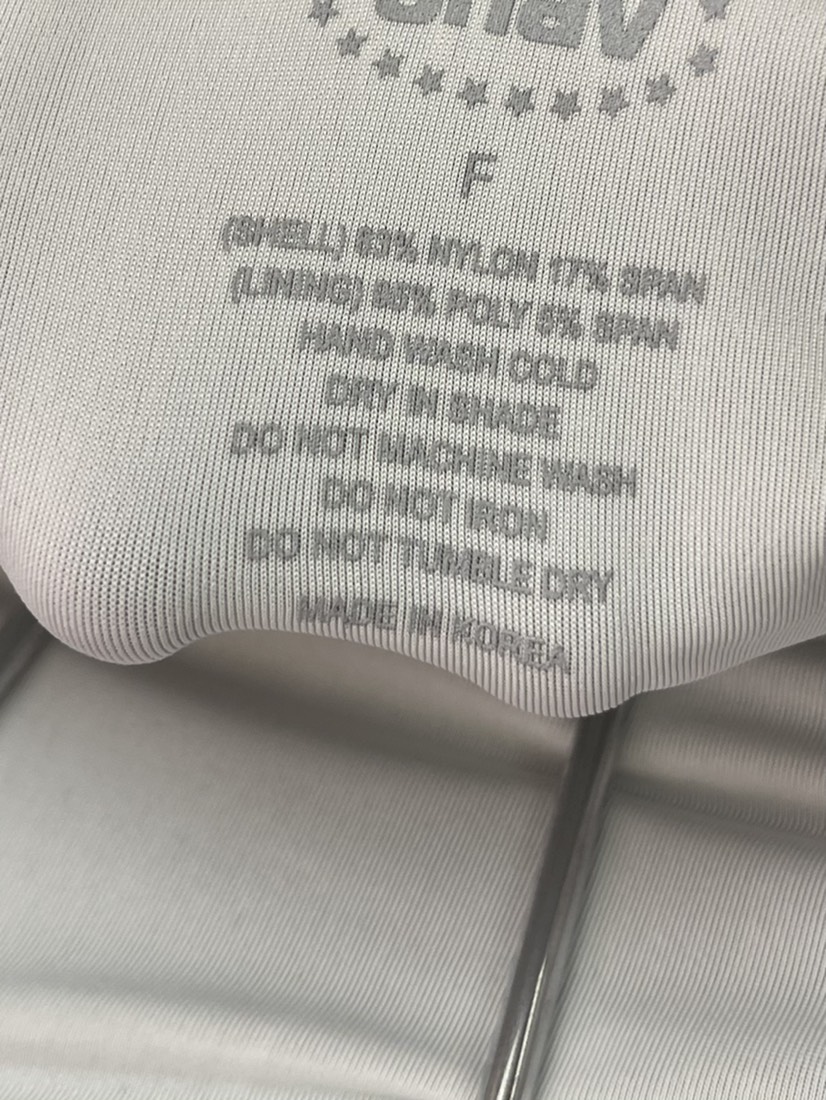 F
(SHELL) 83% NYLON 17% SPAN
(LINING) 95% POLY 5% SPAN
HAND WASH COLD
DRY IN SHADE
DO NOT MACHINE WASH
DO NOT IRON
DO NOT TUMBLE DRY
MADE IN KOREA